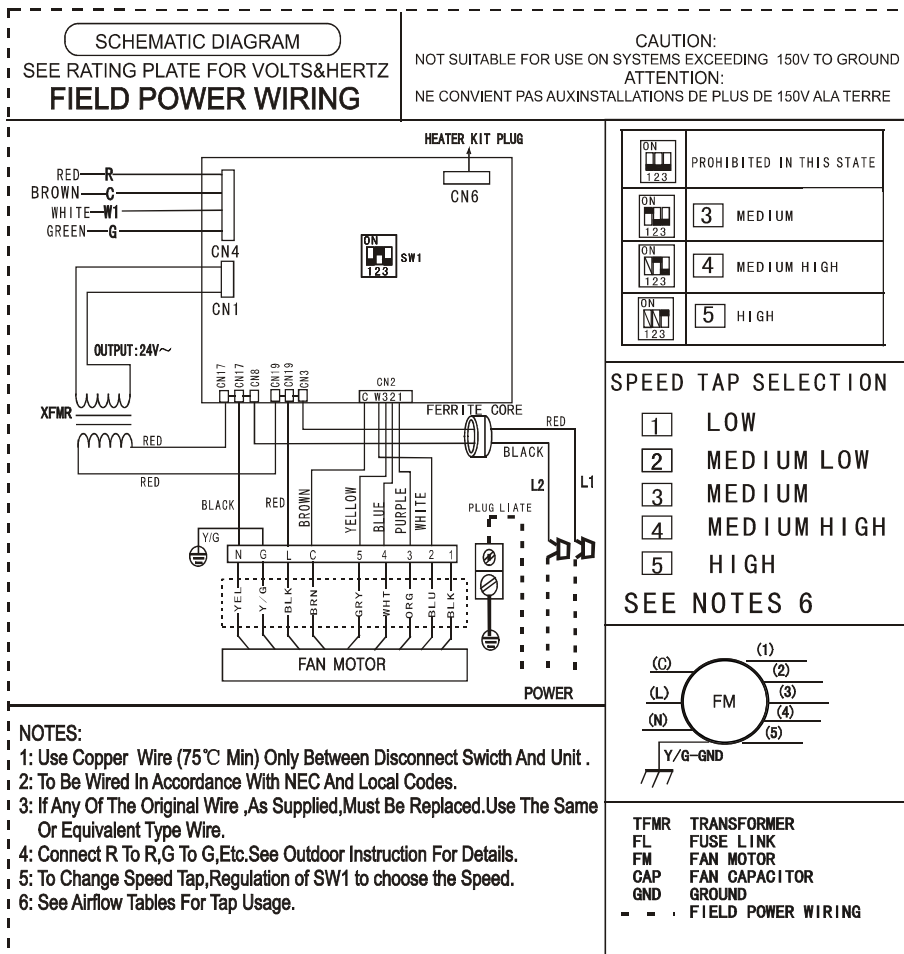 SCHEMATIC DIAGRAM
SEE RATING PLATE FOR VOLTS&HERTZ
FIELD POWER WIRING
CAUTION:
NOT SUITABLE FOR USE ON SYSTEMS EXCEEDING 150V TO GROUND
ATTENTION:
NE CONVIENT PAS AUXINSTALLATIONS DE PLUS DE 150V ALA TERRE
HEATER KIT PLUG
CN6
RED R
BROWN C
WHITE W1
GREEN G
CN4
CN1
ON
123
SW1
OUTPUT:24V～
XFMR
RED
RED
CN17
CN17
CN8
CN19
CN19
CN3
CN2
C W321
FERRITE CORE
RED
BLACK
L2
L1
BLACK
RED
BROWN
YELLOW
BLUE
PURPLE
WHITE
PLUG LIATE
Y/G
N G L C 5 4 3 2 1
YEL
Y/G
BLK
BRN
GRY
WHT
ORG
BLU
BLK
FAN MOTOR
POWER
ON
123
PROHIBITED IN THIS STATE
ON
123
3 MEDIUM
ON
123
4 MEDIUM HIGH
ON
123
5 HIGH
SPEED TAP SELECTION
1 LOW
2 MEDIUM LOW
3 MEDIUM
4 MEDIUM HIGH
5 HIGH
SEE NOTES 6
(C)
(L)
(N)
FM
(1)
(2)
(3)
(4)
(5)
Y/G-GND
NOTES:
1: Use Copper Wire (75℃ Min) Only Between Disconnect Swicth And Unit .
2: To Be Wired In Accordance With NEC And Local Codes.
3: If Any Of The Original Wire ,As Supplied,Must Be Replaced.Use The Same
Or Equivalent Type Wire.
4: Connect R To R,G To G,Etc.See Outdoor Instruction For Details.
5: To Change Speed Tap,Regulation of SW1 to choose the Speed.
6: See Airflow Tables For Tap Usage.
TFMR TRANSFORMER
FL FUSE LINK
FM FAN MOTOR
CAP FAN CAPACITOR
GND GROUND
FIELD POWER WIRING